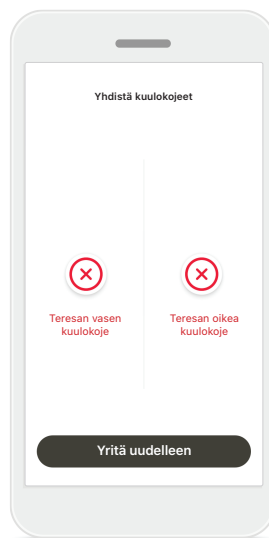 Yhdistä kuulokojeet
Teresan vasen
kuulokoje
Teresan oikea
kuulokoje
Yritä uudelleen